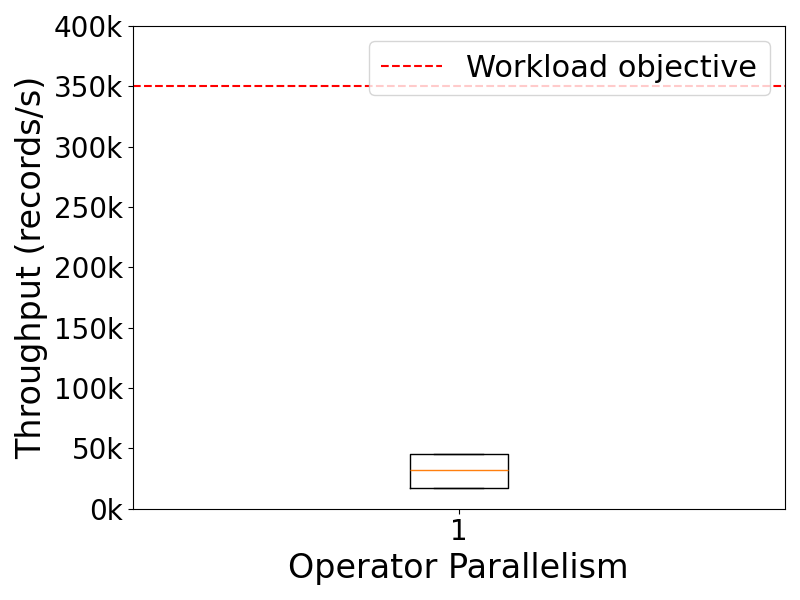 400k
350k
300k
250k
200k
150k
100k
50k
0k
Throughput (records/s)
Workload objective
1
Operator Parallelism